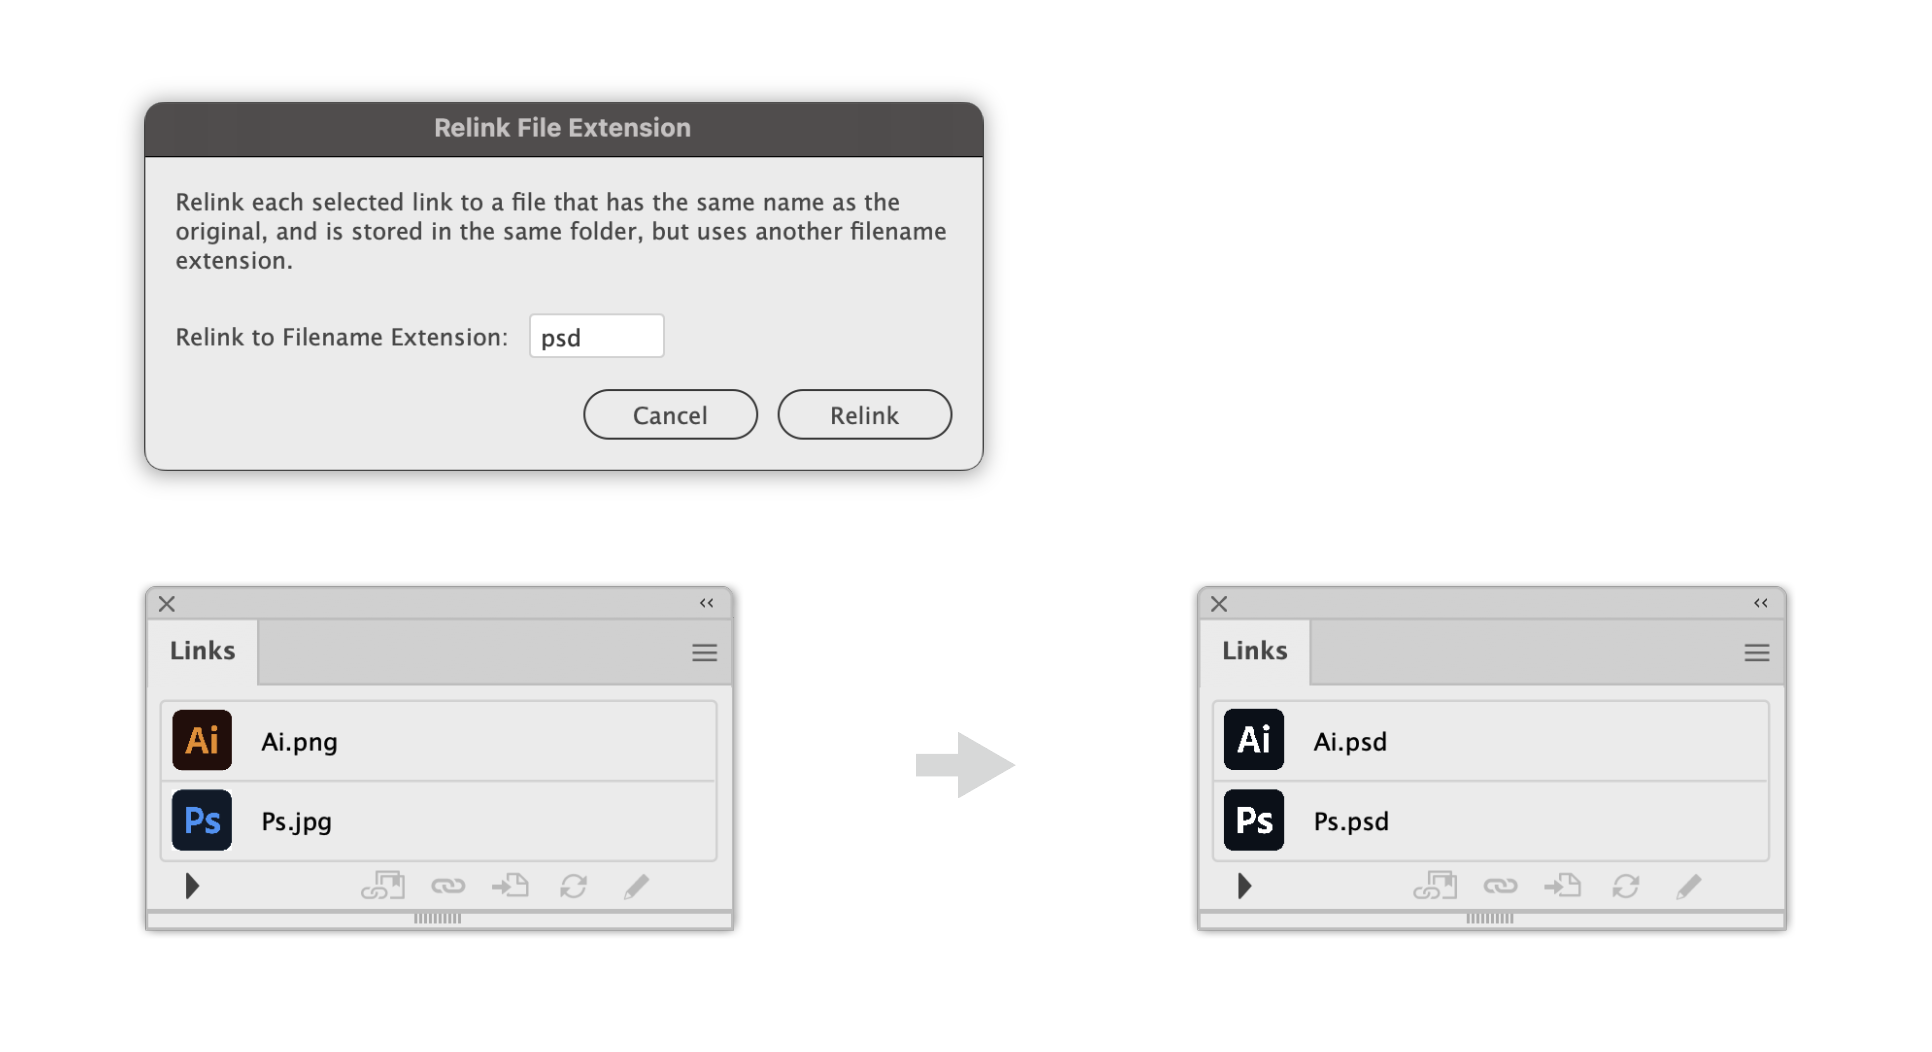 Relink File Extension
Relink each selected link to a file that has the same name as the
original, and is stored in the same folder, but uses another filename
extension.
Relink to Filename Extension: psd
Cancel Relink
Links
Ai Ai.png
Ps Ps.jpg
Links
Ai Ai.psd
Ps Ps.psd